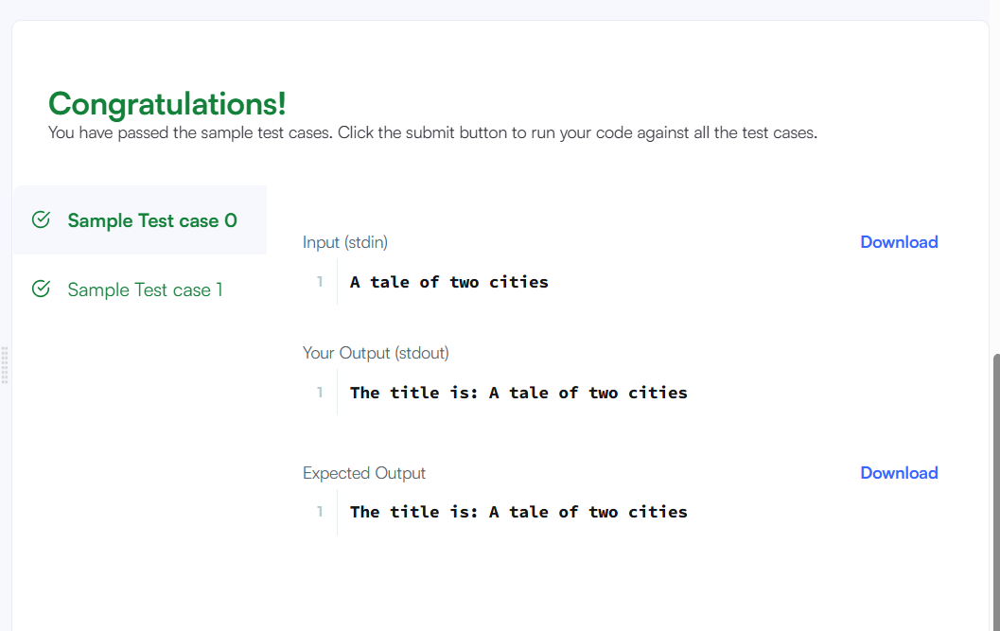 Congratulations!
You have passed the sample test cases. Click the submit button to run your code against all the test cases.
Sample Test case 0
Sample Test case 1
Input (stdin)
Download
1
A tale of two cities
Your Output (stdout)
1
The title is: A tale of two cities
Expected Output
Download
1
The title is: A tale of two cities